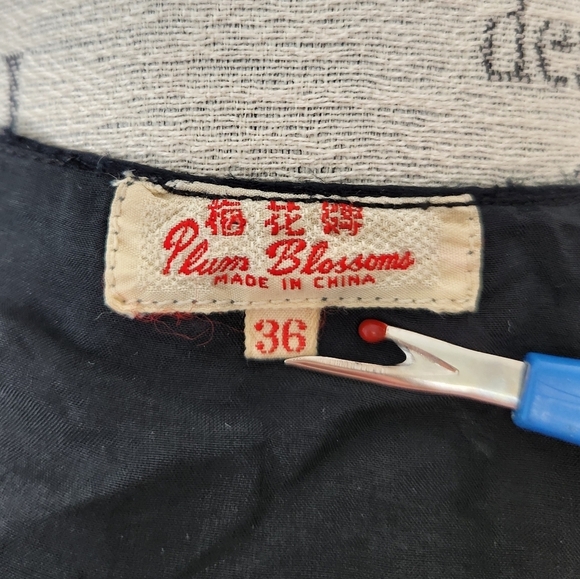 梅花牌
Plum Blossoms
MADE IN CHINA
36